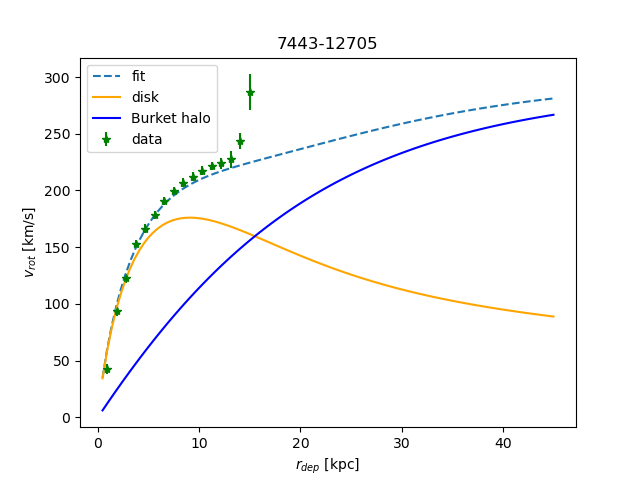 7443-12705
fit
disk
Burket halo
data
300
250
200
150
100
50
0
v_rot [km/s]
0 10 20 30 40
r_dep [kpc]